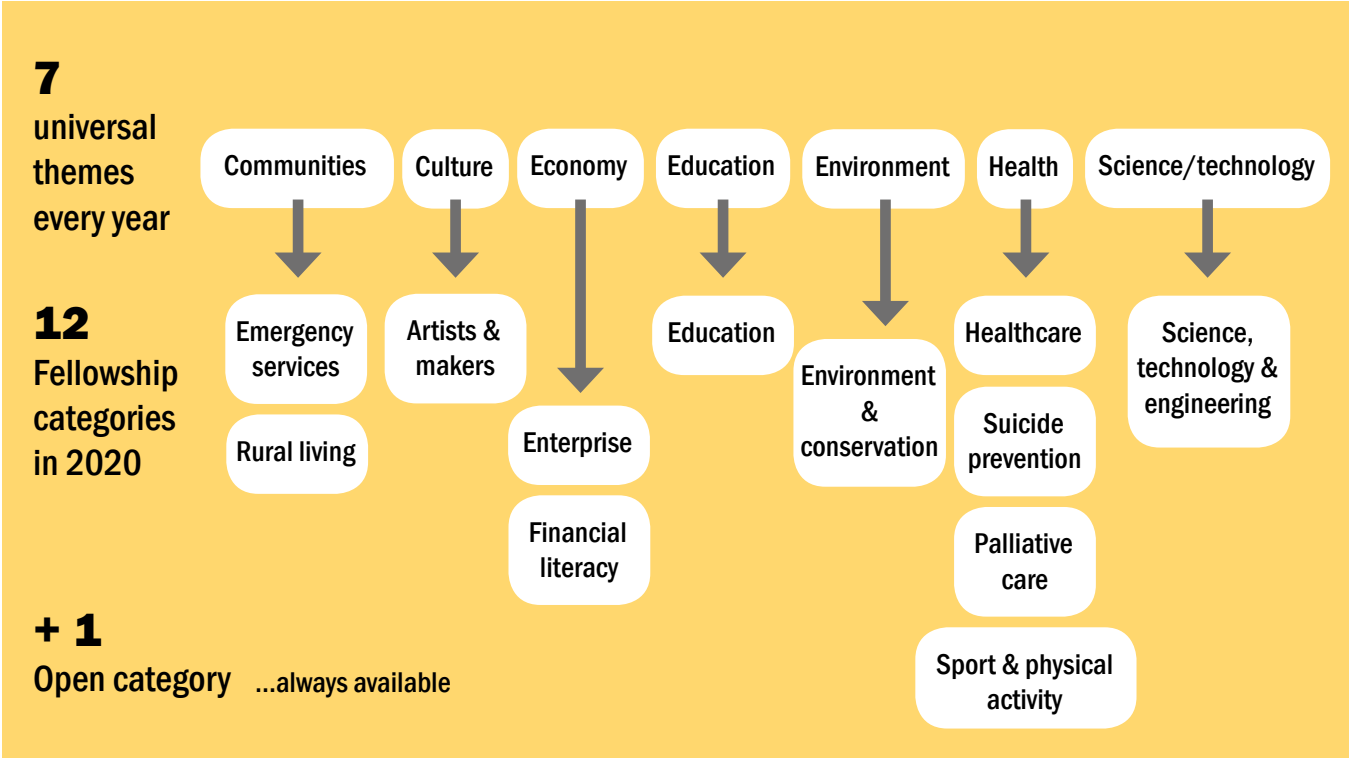 7
universal
themes
every year
Communities
Culture
Economy
Education
Environment
Health
Science/technology
12
Fellowship
categories
in 2020
Emergency
services
Rural living
Artists &
makers
Enterprise
Financial
literacy
Education
Environment
&
conservation
Healthcare
Suicide
prevention
Palliative
care
Sport & physical
activity
Science,
technology &
engineering
+ 1
Open category ...always available